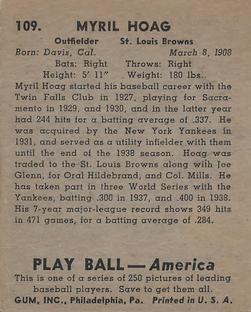 109. MYRIL HOAG
Outfielder St. Louis Browns
Born: Davis, Cal. March 8, 1908
Bats: Right Throws: Right
Height: 5' 11" Weight: 180 lbs.
Myril Hoag started his baseball career with the
Twin Falls Club in 1927, playing for Sacra-
mento in 1929, and 1930, and in the latter year
had 244 hits for a batting average of .337. He
was acquired by the New York Yankees in
1931, and served as utility infielder with them
until the end of the 1938 season. Hoag was
traded to the St. Louis Browns along with Joe
Glenn, for Oral Hildebrand, and Col. Mills. He
has taken part in three World Series with the
Yankees, batting .300 in 1937, and .400 in 1938.
His 7-year major-league record shows 349 hits
in 471 games, for a batting average of .284.
PLAY BALL — America
This is one of a series of 250 pictures of leading
baseball players. Save to get them all.
GUM, INC., Philadelphia, Pa. Printed in U. S. A.